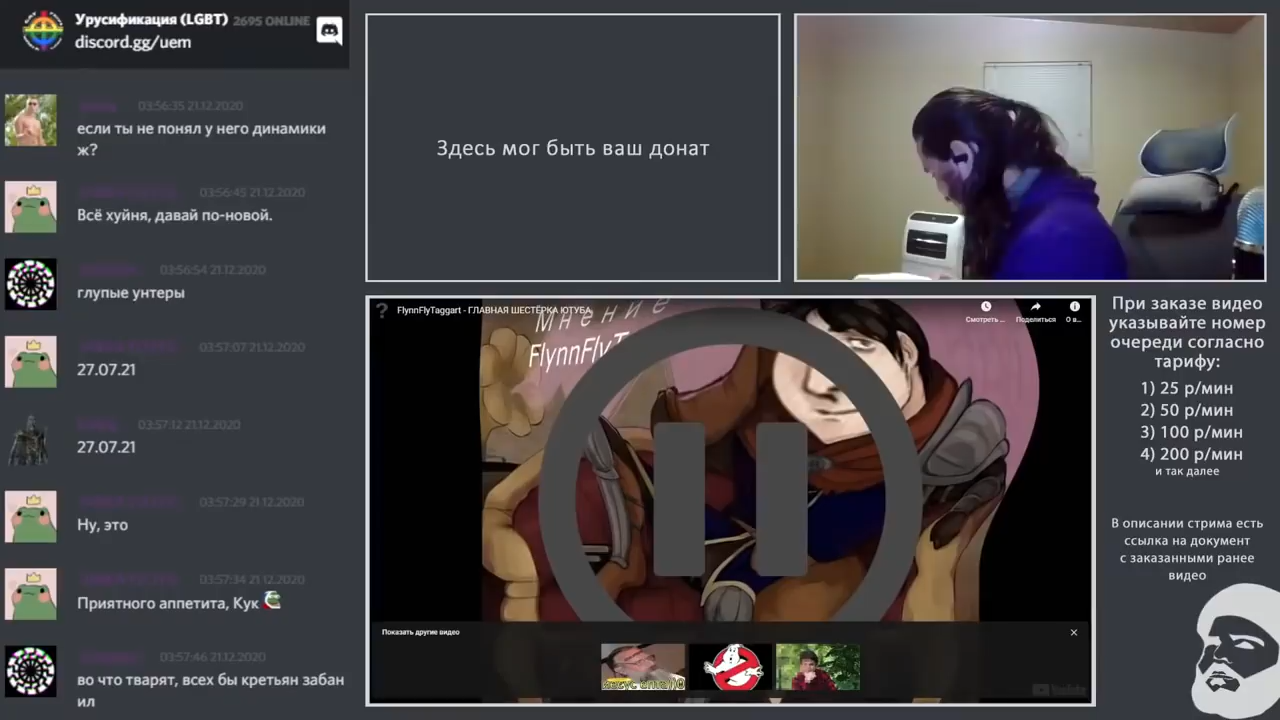 Урусификация (LGBT) 2695 ONLINE
discord.gg/uem
03:56:35 21.12.2020
если ты не понял у него динамики
ж?
03:56:45 21.12.2020
Всё хуйня, давай по-новой.
03:56:54 21.12.2020
глупые унтеры
03:57:07 21.12.2020
27.07.21
03:57:12 21.12.2020
27.07.21
03:57:29 21.12.2020
Ну, это
03:57:34 21.12.2020
Приятного аппетита, Кук
03:57:46 21.12.2020
во что тварят, всех бы кретьян забан
ил
Здесь мог быть ваш донат
FlynnFlyTaggart - ГЛАВНАЯ ШЕСТЁРКА ЮТУБА
Смотреть ...
Поделиться
О в...
Мнение
FlynnFlyT
Показать другие видео
YouTube
При заказе видео
указывайте номер
очереди согласно
тарифу:
1) 25 р/мин
2) 50 р/мин
3) 100 р/мин
4) 200 р/мин
и так далее
В описании стрима есть
ссылка на документ
с заказанными ранее
видео